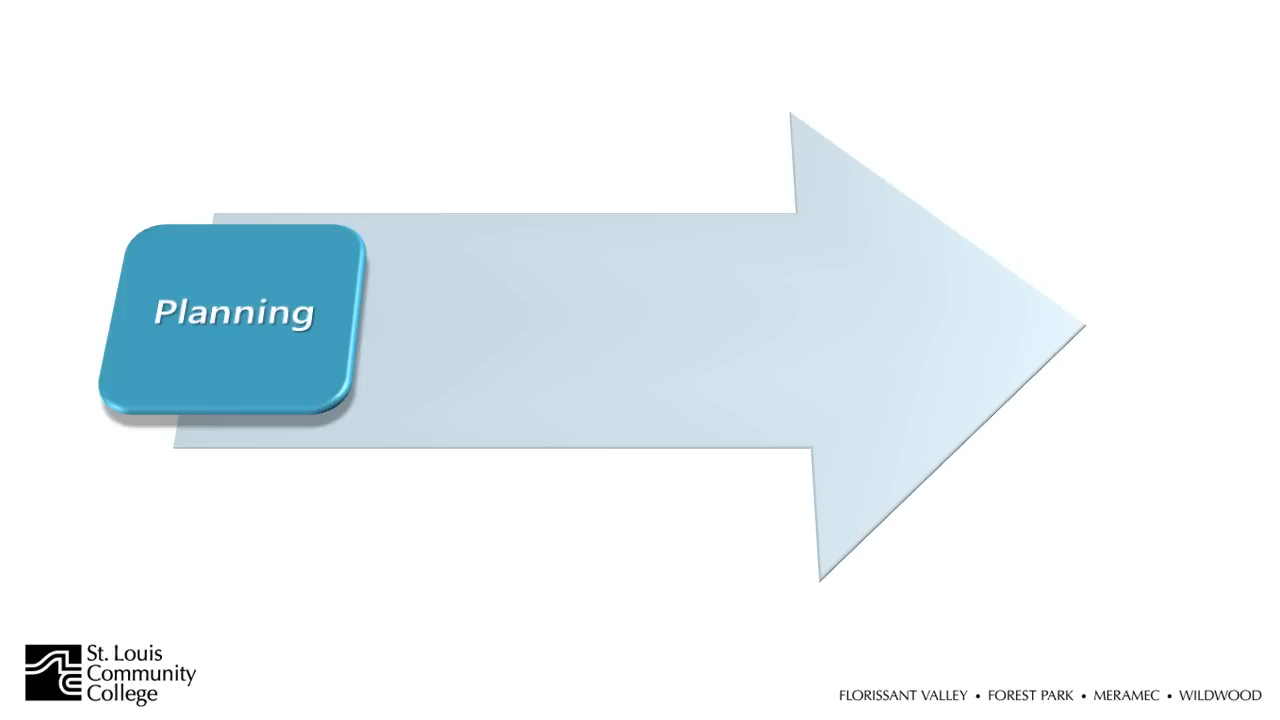 Planning
St. Louis
Community
College
FLORISSANT VALLEY • FOREST PARK • MERAMEC • WILDWOOD